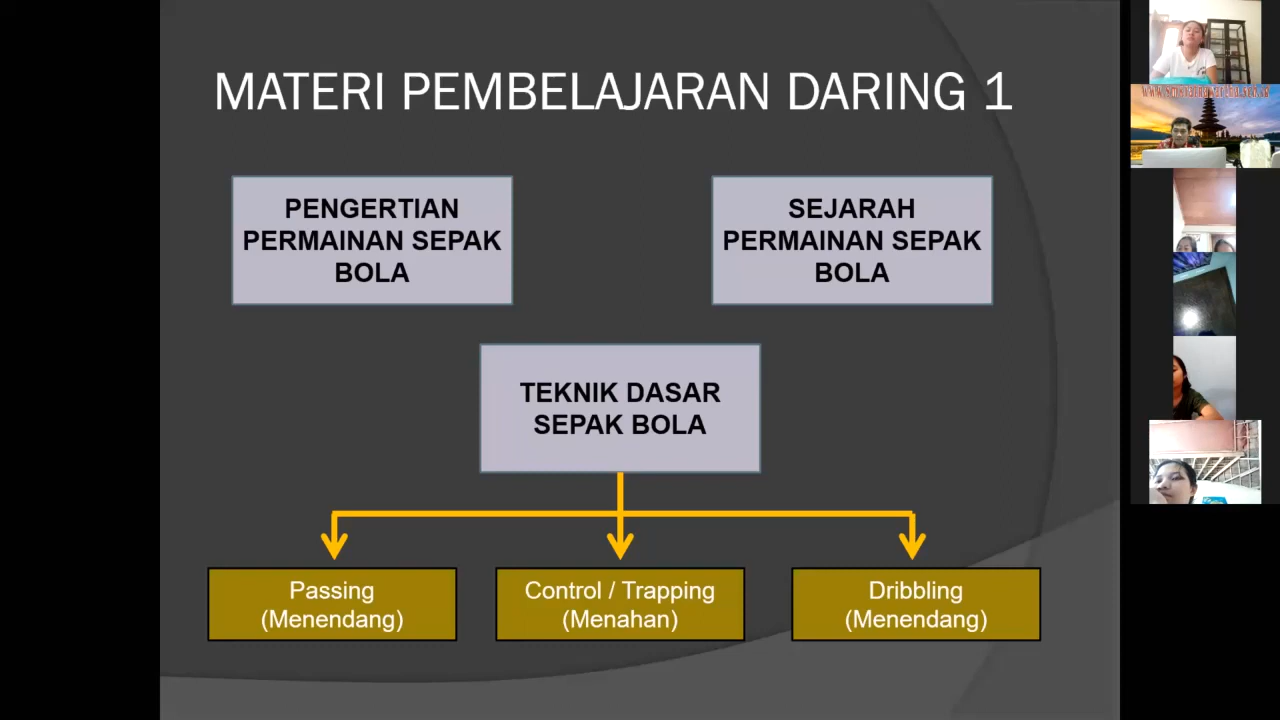 MATERI PEMBELAJARAN DARING 1
PENGERTIAN
PERMAINAN SEPAK
BOLA
SEJARAH
PERMAINAN SEPAK
BOLA
TEKNIK DASAR
SEPAK BOLA
Passing
(Menendang)
Control / Trapping
(Menahan)
Dribbling
(Menendang)